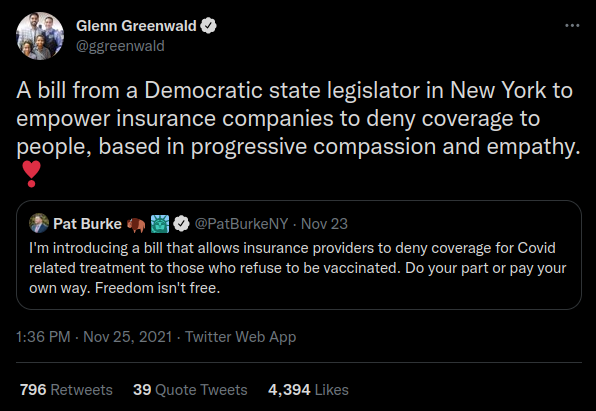 Glenn Greenwald
@ggreenwald
A bill from a Democratic state legislator in New York to
empower insurance companies to deny coverage to
people, based in progressive compassion and empathy.
❣️
Pat Burke 🦬🗽 @PatBurkeNY · Nov 23
I'm introducing a bill that allows insurance providers to deny coverage for Covid
related treatment to those who refuse to be vaccinated. Do your part or pay your
own way. Freedom isn't free.
1:36 PM · Nov 25, 2021 · Twitter Web App
796 Retweets 39 Quote Tweets 4,394 Likes